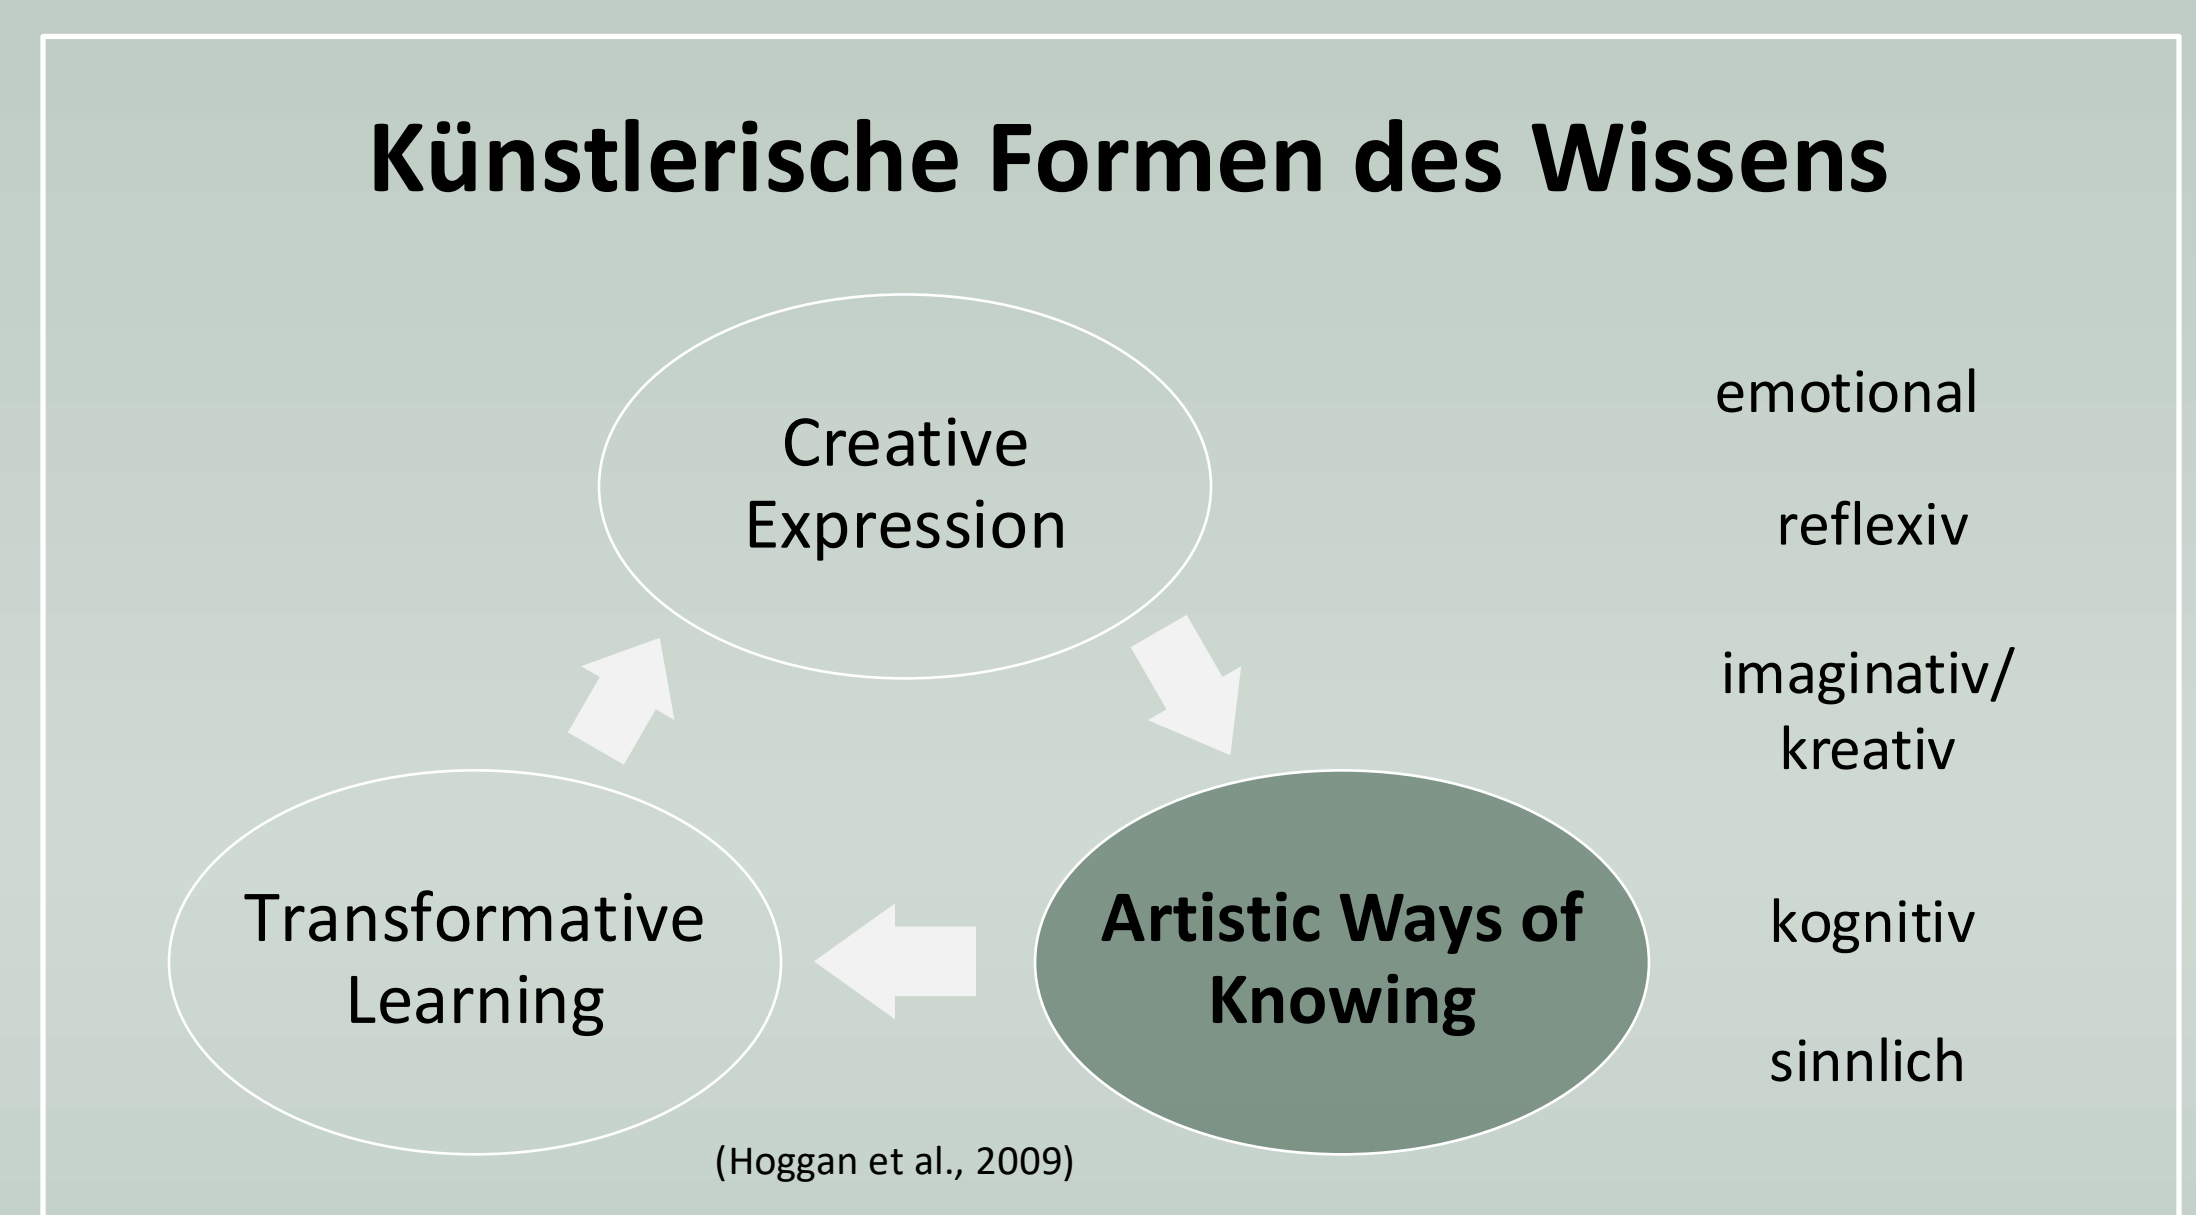 Künstlerische Formen des Wissens
Creative
Expression
Transformative
Learning
Artistic Ways of
Knowing
emotional
reflexiv
imaginativ/
kreativ
kognitiv
sinnlich
(Hoggan et al., 2009)